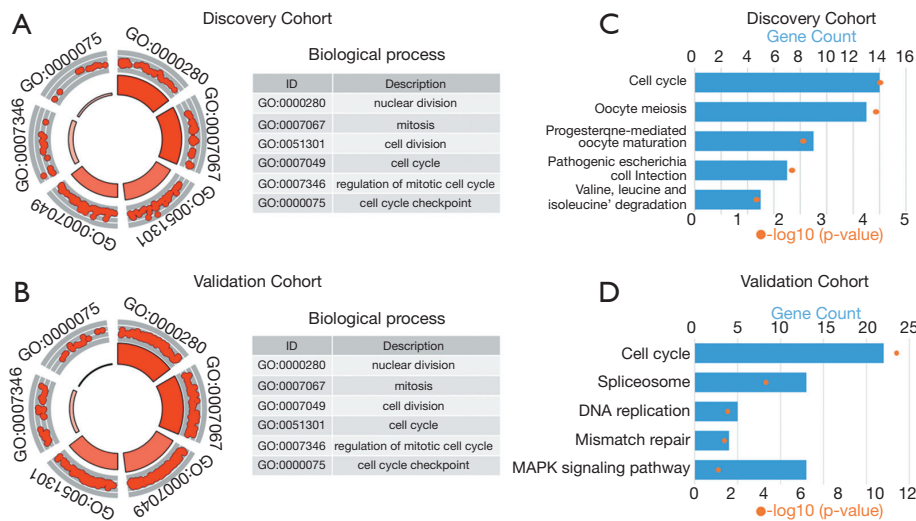 A
Discovery Cohort
GO:0000075
GO:0000280
GO:0007346
GO:0007067
GO:0007049
GO:0051301
Biological process
ID Description
GO:0000280 nuclear division
GO:0007067 mitosis
GO:0051301 cell division
GO:0007049 cell cycle
GO:0007346 regulation of mitotic cell cycle
GO:0000075 cell cycle checkpoint
C
Discovery Cohort
Gene Count
0 2 4 6 8 10 12 14 16
Cell cycle
Oocyte meiosis
Progesterqne-mediated
oocyte maturation
Pathogenic escherichia
coll Intection
Valine, leucine and
isoleucine’ degradation
0 1 2 3 4 3 4 5
-log10 (p-value)
B
Validation Cohort
GO:0000075
GO:0000280
GO:0007346
GO:0007067
GO:0051301
GO:0007049
Biological process
ID Description
GO:0000280 nuclear division
GO:0007067 mitosis
GO:0007049 cell division
GO:0051301 cell cycle
GO:0007346 regulation of mitotic cell cycle
GO:0000075 cell cycle checkpoint
D
Validation Cohort
Gene Count
0 5 10 15 20 25
Cell cycle
Spliceosome
DNA replication
Mismatch repair
MAPK signaling pathway
0 2 4 6 8 10 12
-log10 (p-value)